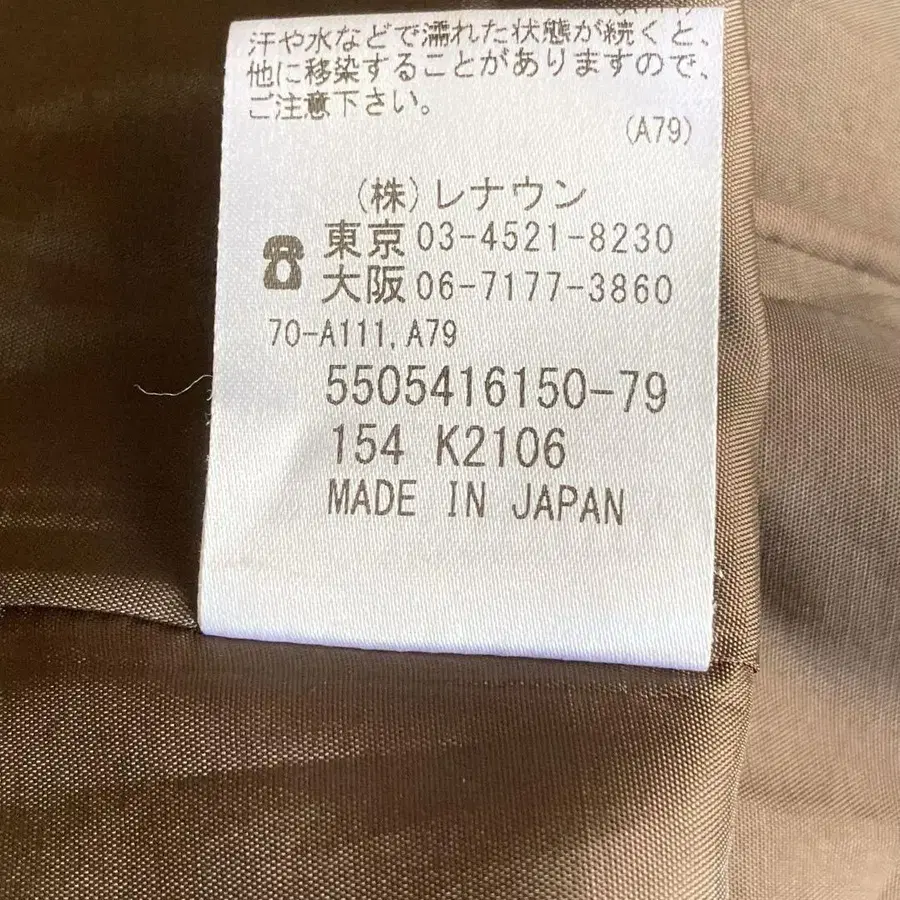 汗や水などで濡れた状態が続くと、
他に移染することがありますので、
ご注意下さい。
(A79)
(株)レナウン
東京 03-4521-8230
大阪 06-7177-3860
70-A111,A79
5505416150-79
154 K2106
MADE IN JAPAN